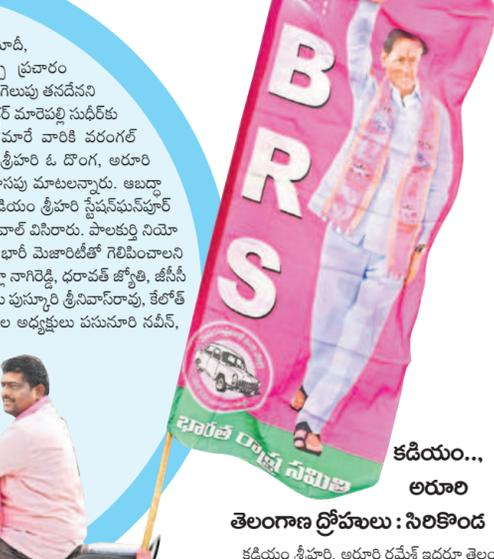 మోదీ,
ప్రచారం
గెలుపు తనదేనని
ర్ మారెపల్లి సుధీర్‌కు
మారే వారికి వరంగల్
శ్రీహరి ఓ దొంగ, అరూరి
సపు మాటలన్నారు. ఆబద్ధా
డియం శ్రీహరి స్టేషన్‌ఘన్‌పూర్
వాల్ విసిరారు. పాలకుర్తి నియో
భారీ మెజారిటీతో గెలిపించాలని
నాగిరెడ్డి, ధరావత్ జ్యోతి, జీసీసీ
పుస్కూరి శ్రీనివాస్‌రావు, కేలోత్
ల అధ్యక్షులు పసునూరి నవీన్,
BRS
భారత రాష్ట్ర సమితి
కడియం..,
అరూరి
తెలంగాణ ద్రోహులు : సిరికొండ
కడియం శ్రీహరి, అరూరి రమేశ్ ఇద్దరూ తెలం